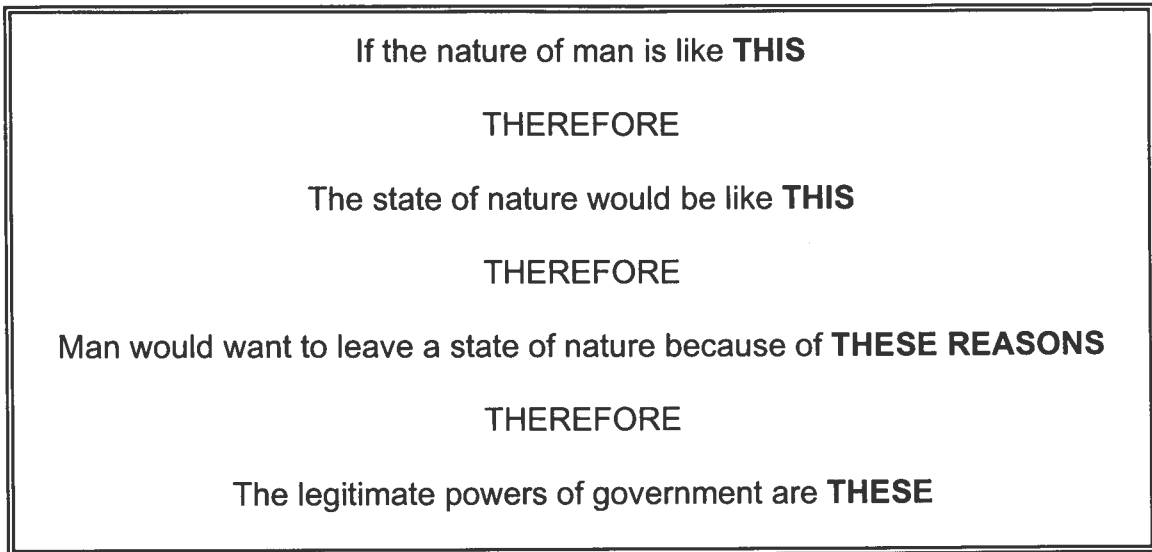 If the nature of man is like THIS
THEREFORE
The state of nature would be like THIS
THEREFORE
Man would want to leave a state of nature because of THESE REASONS
THEREFORE
The legitimate powers of government are THESE